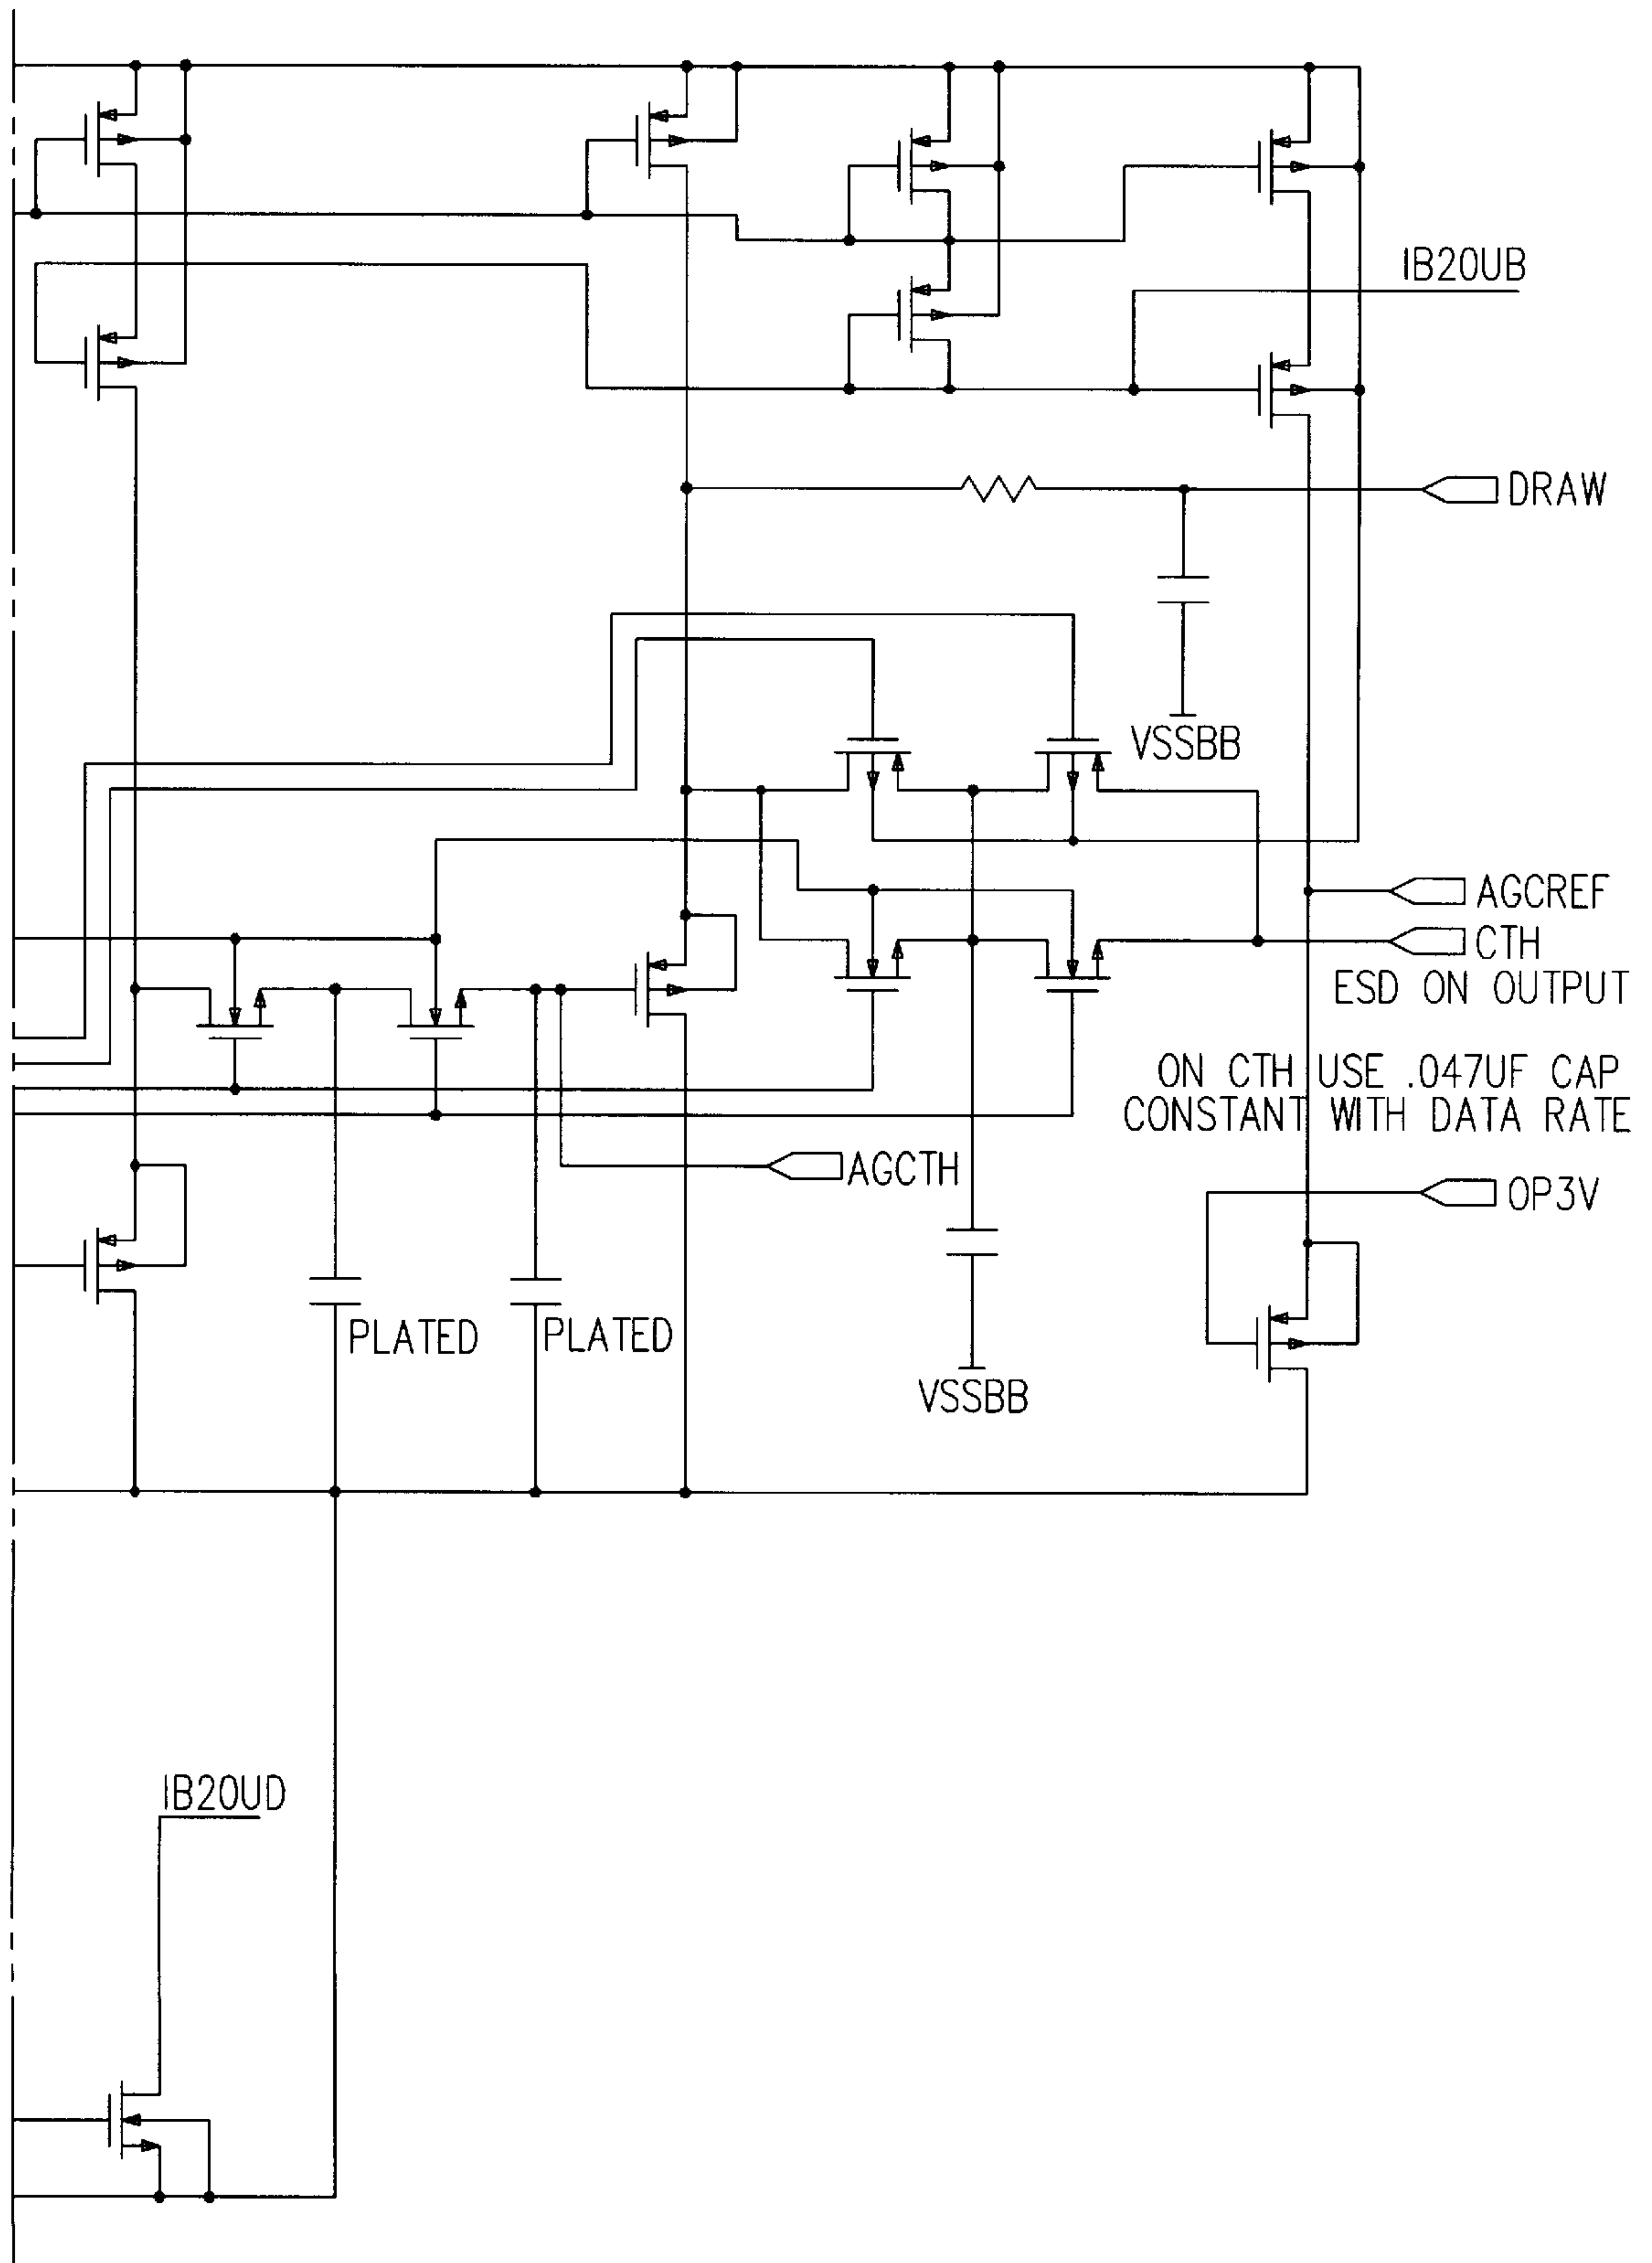 IB20UB
DRAW
VSSBB
AGCREF
CTH
ESD ON OUTPUT
ON CTH USE .047UF CAP
CONSTANT WITH DATA RATE
AGCTH
OP3V
PLATED
PLATED
VSSBB
IB20UD